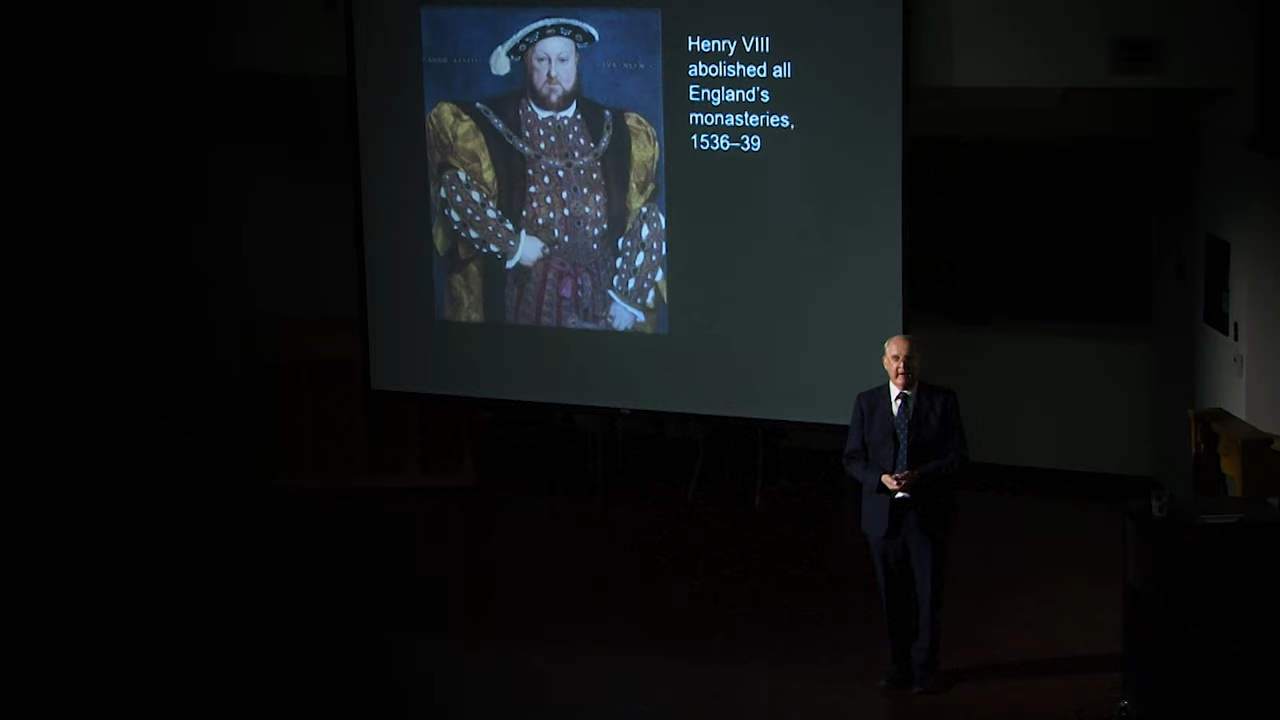 Henry VIII
abolished all
England's
monasteries,
1536–39